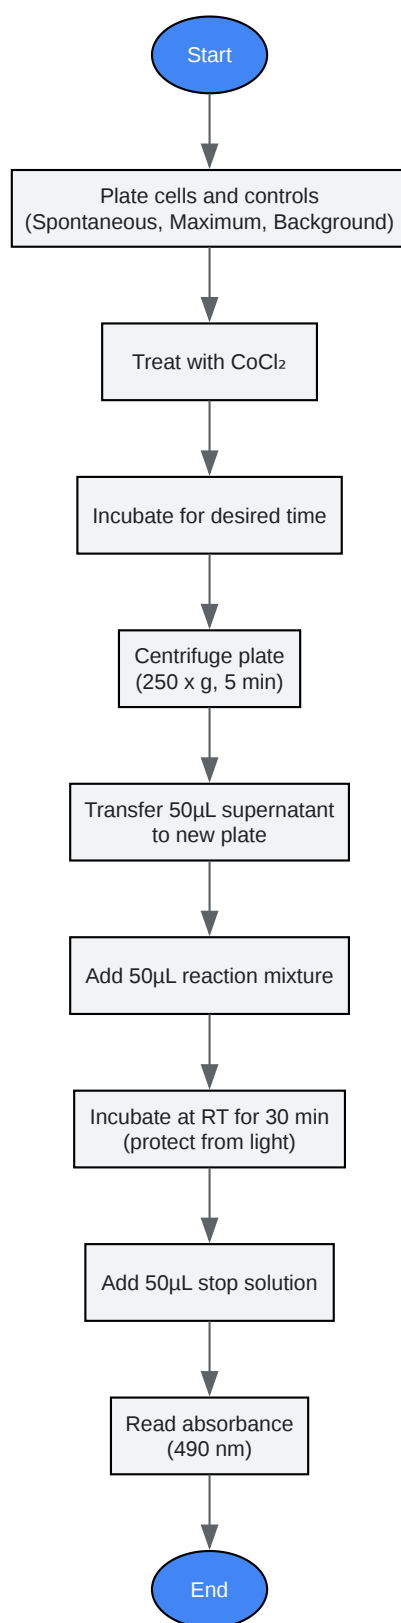 Start
Plate cells and controls
(Spontaneous, Maximum, Background)
Treat with CoCl₂
Incubate for desired time
Centrifuge plate
(250 x g, 5 min)
Transfer 50µL supernatant
to new plate
Add 50µL reaction mixture
Incubate at RT for 30 min
(protect from light)
Add 50µL stop solution
Read absorbance
(490 nm)
End